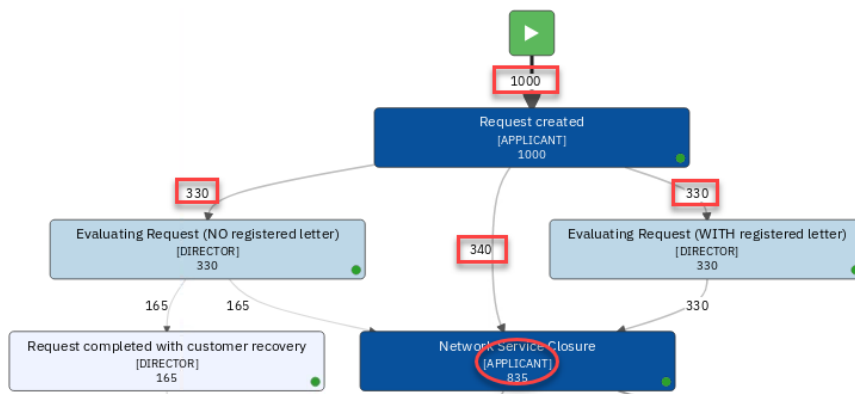 1000
Request created
[APPLICANT]
1000
330
340
330
Evaluating Request (NO registered letter)
[DIRECTOR]
330
Evaluating Request (WITH registered letter)
[DIRECTOR]
330
165
165
330
Request completed with customer recovery
[DIRECTOR]
165
Network Service Closure
[APPLICANT]
835